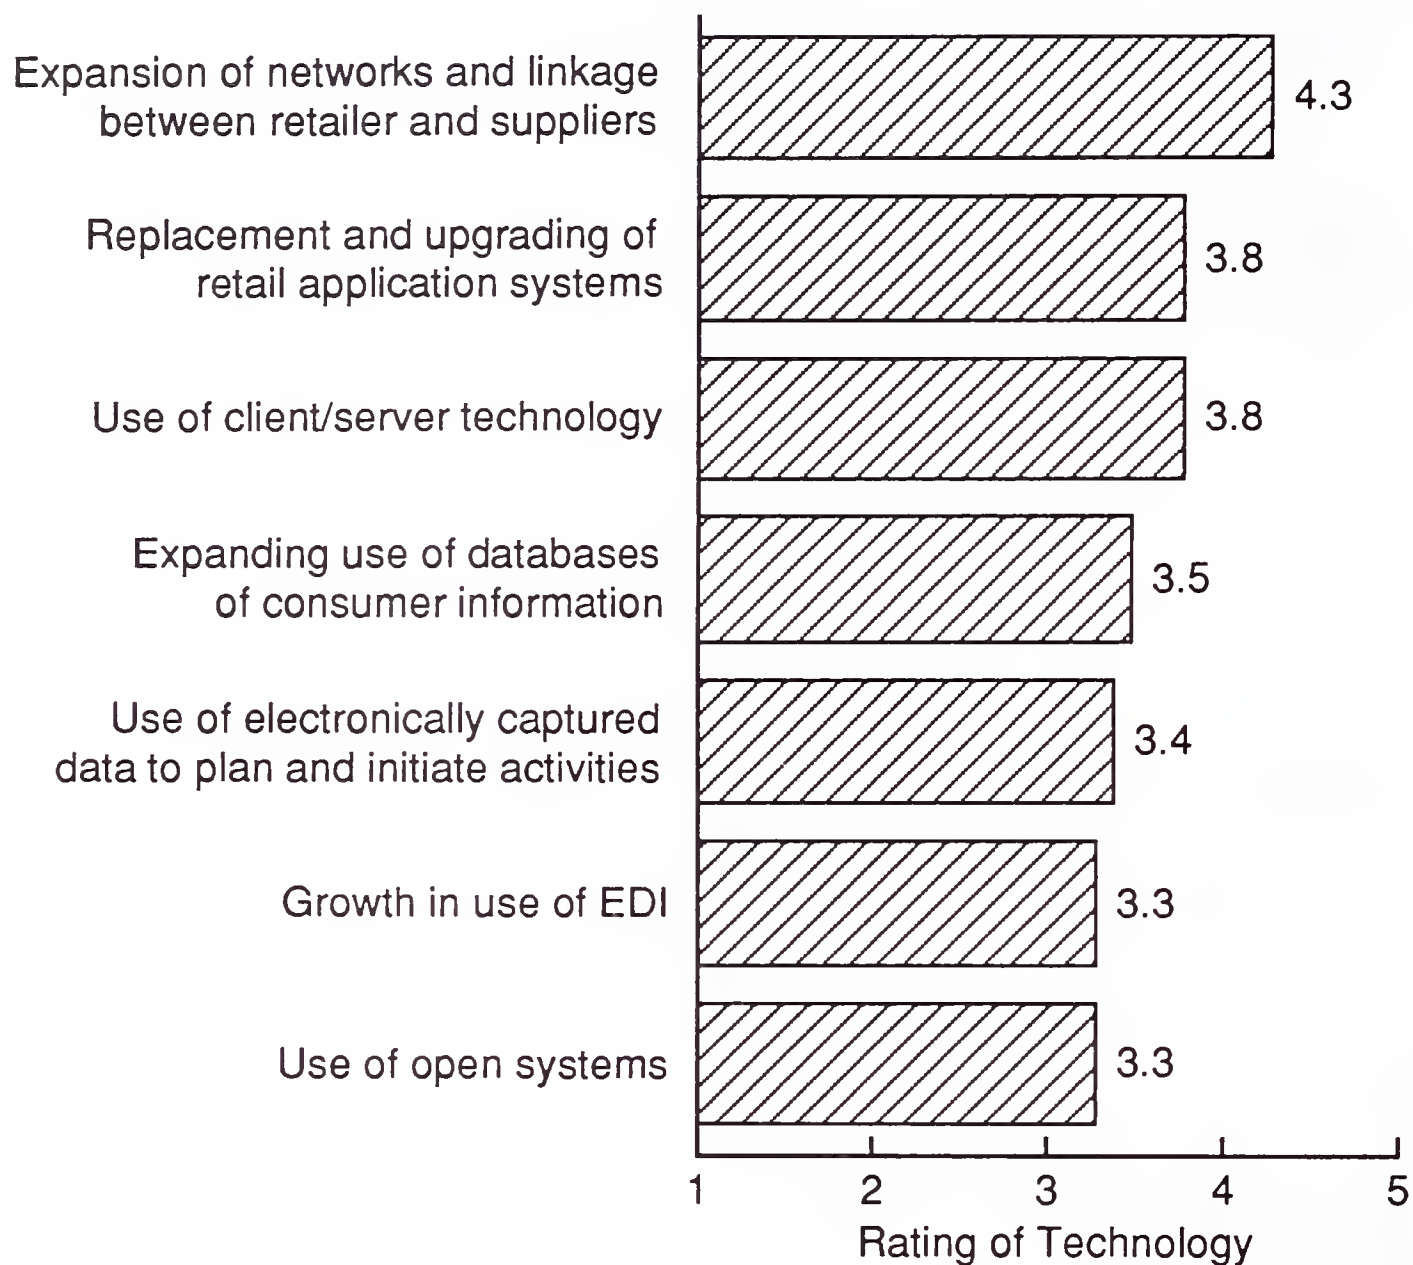 Expansion of networks and linkage
between retailer and suppliers
4.3
Replacement and upgrading of
retail application systems
3.8
Use of client/server technology
3.8
Expanding use of databases
of consumer information
3.5
Use of electronically captured
data to plan and initiate activities
3.4
Growth in use of EDI
3.3
Use of open systems
3.3
1 2 3 4 5
Rating of Technology